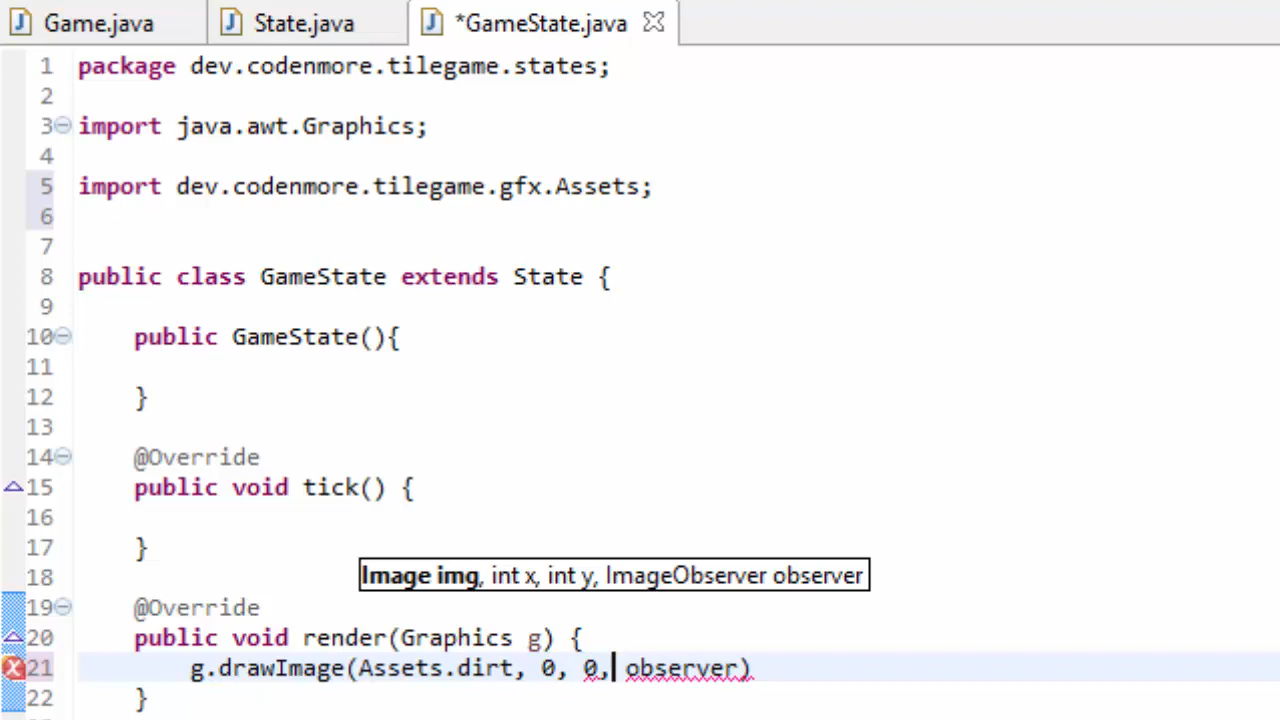 Game.java State.java *GameState.java
1 package dev.codenmore.tilegame.states;
2
3 import java.awt.Graphics;
4
5 import dev.codenmore.tilegame.gfx.Assets;
6
7
8 public class GameState extends State {
9
10 public GameState(){
11
12 }
13
14 @Override
15 public void tick() {
16
17 }
Image img, int x, int y, ImageObserver observer
18
19 @Override
20 public void render(Graphics g) {
21 g.drawImage(Assets.dirt, 0, 0, observer)
22 }